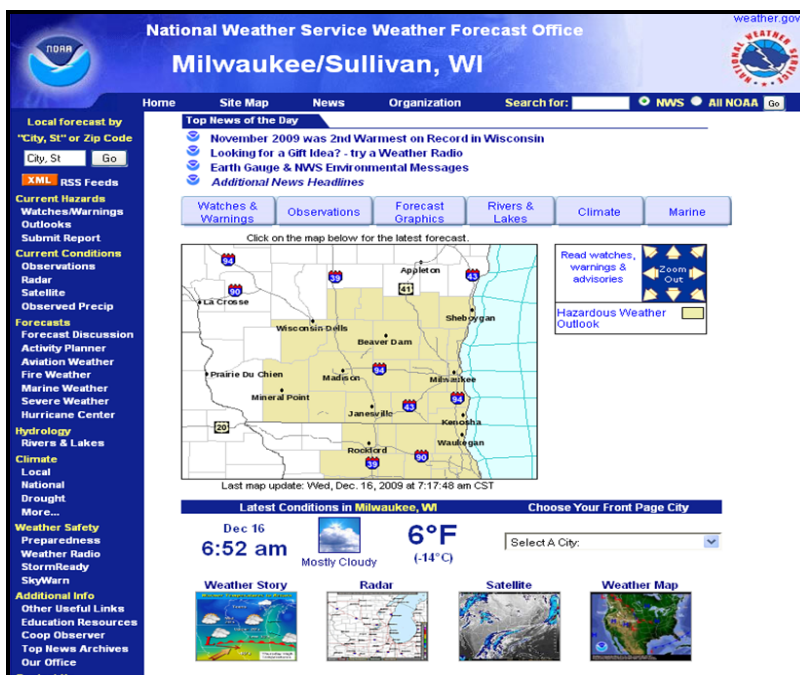 weather.gov
National Weather Service Weather Forecast Office
NOAA
Milwaukee/Sullivan, WI
NATIONAL WEATHER SERVICE
Home Site Map News Organization Search for: NWS All NOAA Go
Local forecast by
"City, St" or Zip Code
City, St Go
XML RSS Feeds
Current Hazards
Watches/Warnings
Outlooks
Submit Report
Current Conditions
Observations
Radar
Satellite
Observed Precip
Forecasts
Forecast Discussion
Activity Planner
Aviation Weather
Fire Weather
Marine Weather
Severe Weather
Hurricane Center
Hydrology
Rivers & Lakes
Climate
Local
National
Drought
More...
Weather Safety
Preparedness
Weather Radio
StormReady
SkyWarn
Additional Info
Other Useful Links
Education Resources
Coop Observer
Top News Archives
Our Office
Top News of the Day
November 2009 was 2nd Warmest on Record in Wisconsin
Looking for a Gift Idea? - try a Weather Radio
Earth Gauge & NWS Environmental Messages
Additional News Headlines
Watches & Warnings
Observations
Forecast Graphics
Rivers & Lakes
Climate
Marine
Click on the map below for the latest forecast.
94
39
Appleton
43
90
41
La Crosse
Sheboygan
Wisconsin Dells
Beaver Dam
Prairie Du Chien
Madison
94
Milwaukee
Mineral Point
94
Janesville
43
Kenosha
20
Waukegan
Rockford
90
39
Read watches,
warnings &
advisories
Zoom
Out
Hazardous Weather
Outlook
Last map update: Wed, Dec. 16, 2009 at 7:17:48 am CST
Latest Conditions in Milwaukee, WI
Choose Your Front Page City
Dec 16
6:52 am
Mostly Cloudy
6°F
(-14°C)
Select A City:
Weather Story
Radar
Satellite
Weather Map